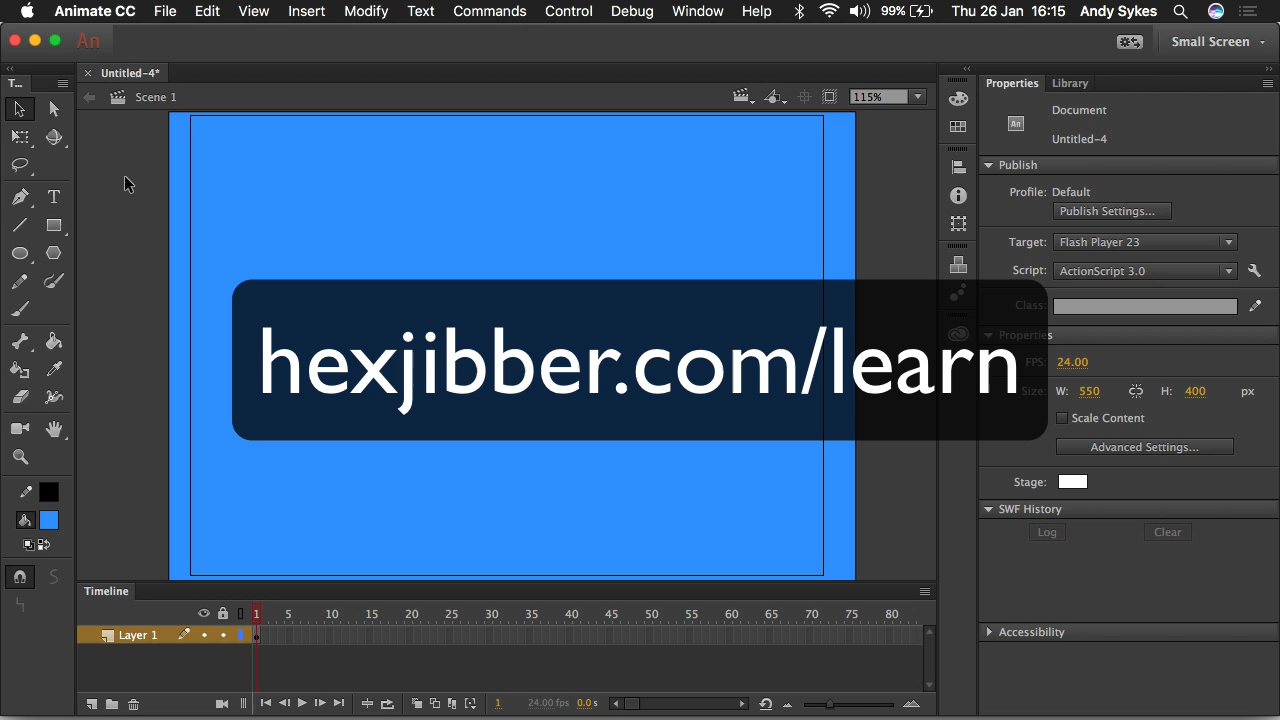 Animate CC File Edit View Insert Modify Text Commands Control Debug Window Help 99% Thu 26 Jan 16:15 Andy Sykes
An Small Screen
T... Untitled-4* Properties Library
Scene 1 115%
Document
An
Untitled-4
Publish
Profile: Default
Publish Settings...
Target: Flash Player 23
Script: ActionScript 3.0
Class:
Properties
hexjibber.com/learn
FPS: 24.00
Size: W: 550 H: 400 px
Scale Content
Advanced Settings...
Stage:
SWF History
Log Clear
Timeline
1 5 10 15 20 25 30 35 40 45 50 55 60 65 70 75 80
Layer 1
Accessibility
1 24.00 fps 0.0 s